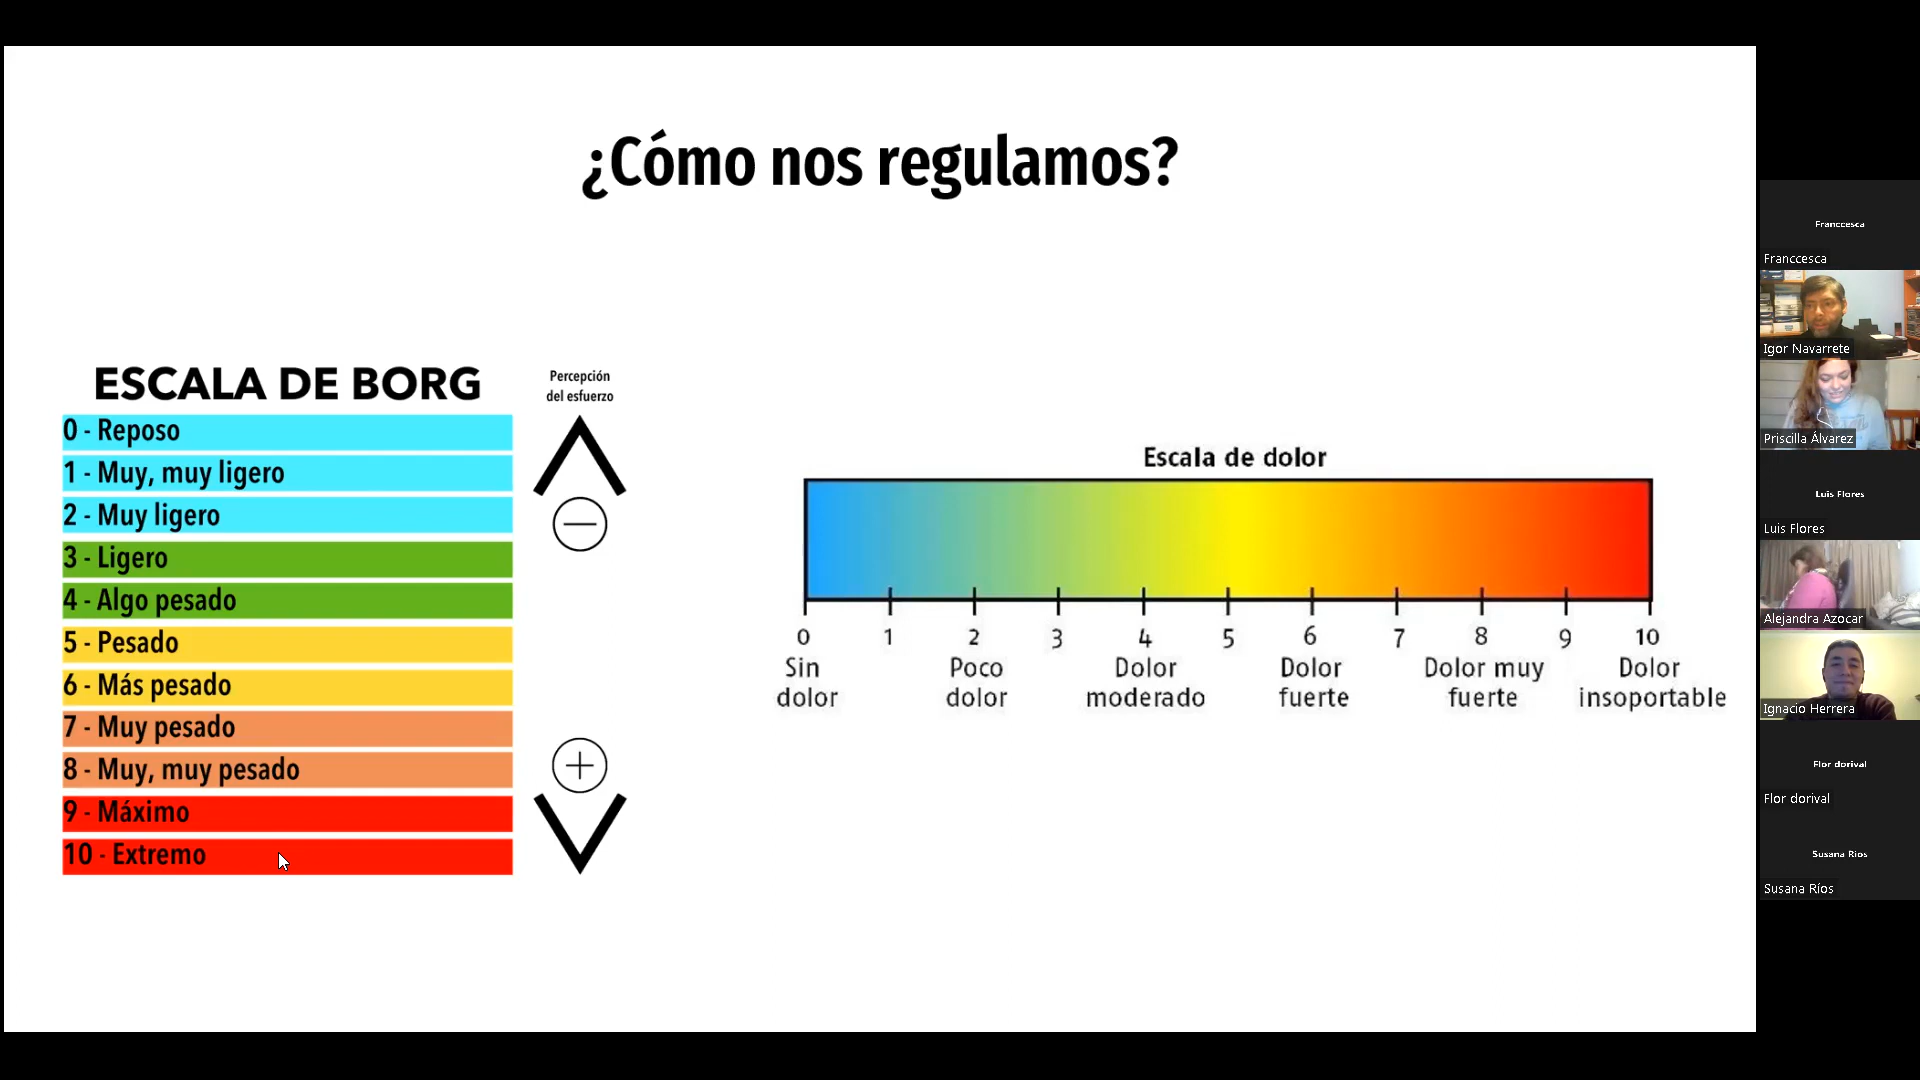 ¿Cómo nos regulamos?
ESCALA DE BORG
0 - Reposo
1 - Muy, muy ligero
2 - Muy ligero
3 - Ligero
4 - Algo pesado
5 - Pesado
6 - Más pesado
7 - Muy pesado
8 - Muy, muy pesado
9 - Máximo
10 - Extremo
Percepción
del esfuerzo
Escala de dolor
0 1 2 3 4 5 6 7 8 9 10
Sin Poco Dolor Dolor Dolor muy Dolor
dolor dolor moderado fuerte fuerte insoportable
Franccesca
Franccesca
Igor Navarrete
Priscilla Álvarez
Luis Flores
Luis Flores
Alejandra Azocar
Ignacio Herrera
Flor dorival
Flor dorival
Susana Ríos
Susana Ríos